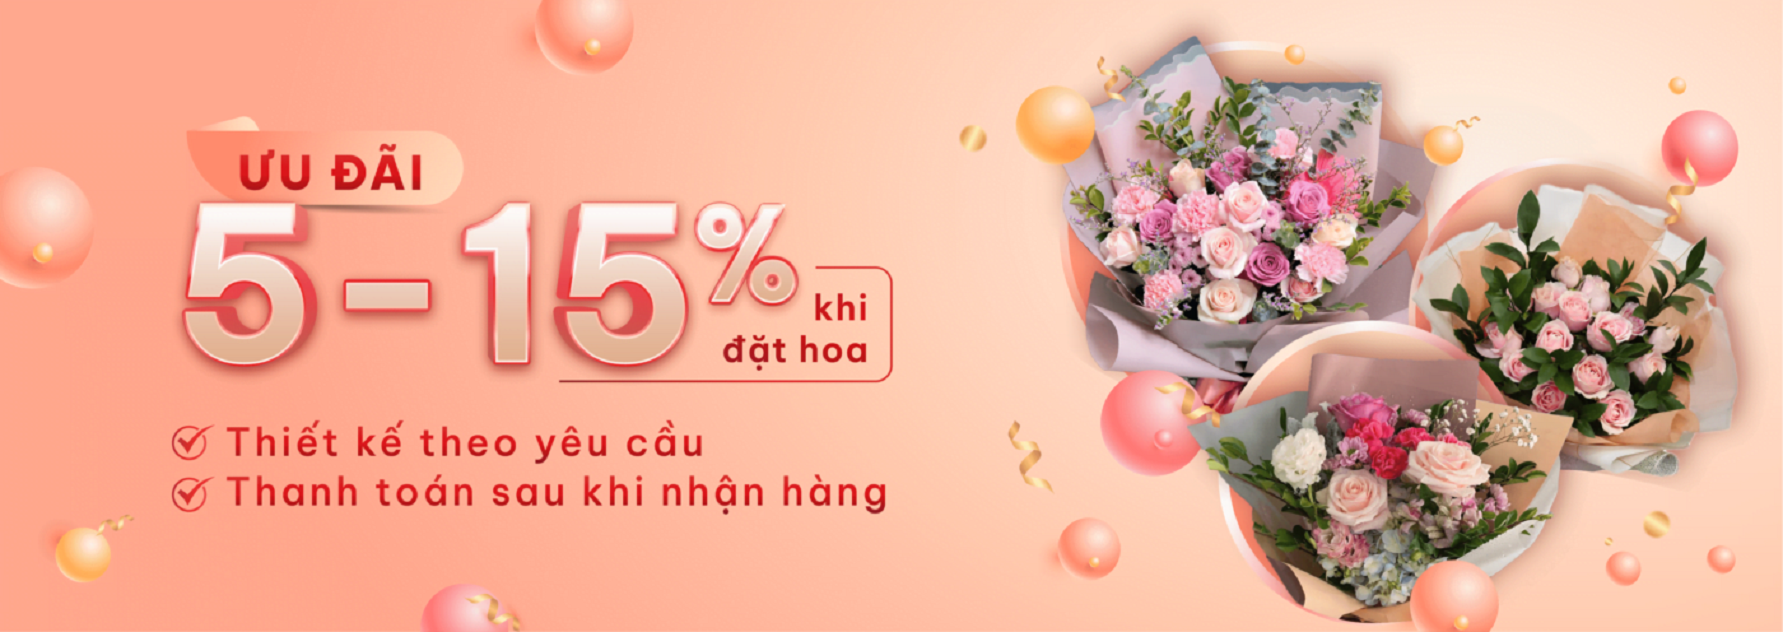 ƯU ĐÃI
5-15%
khi
đặt hoa
Thiết kế theo yêu cầu
Thanh toán sau khi nhận hàng